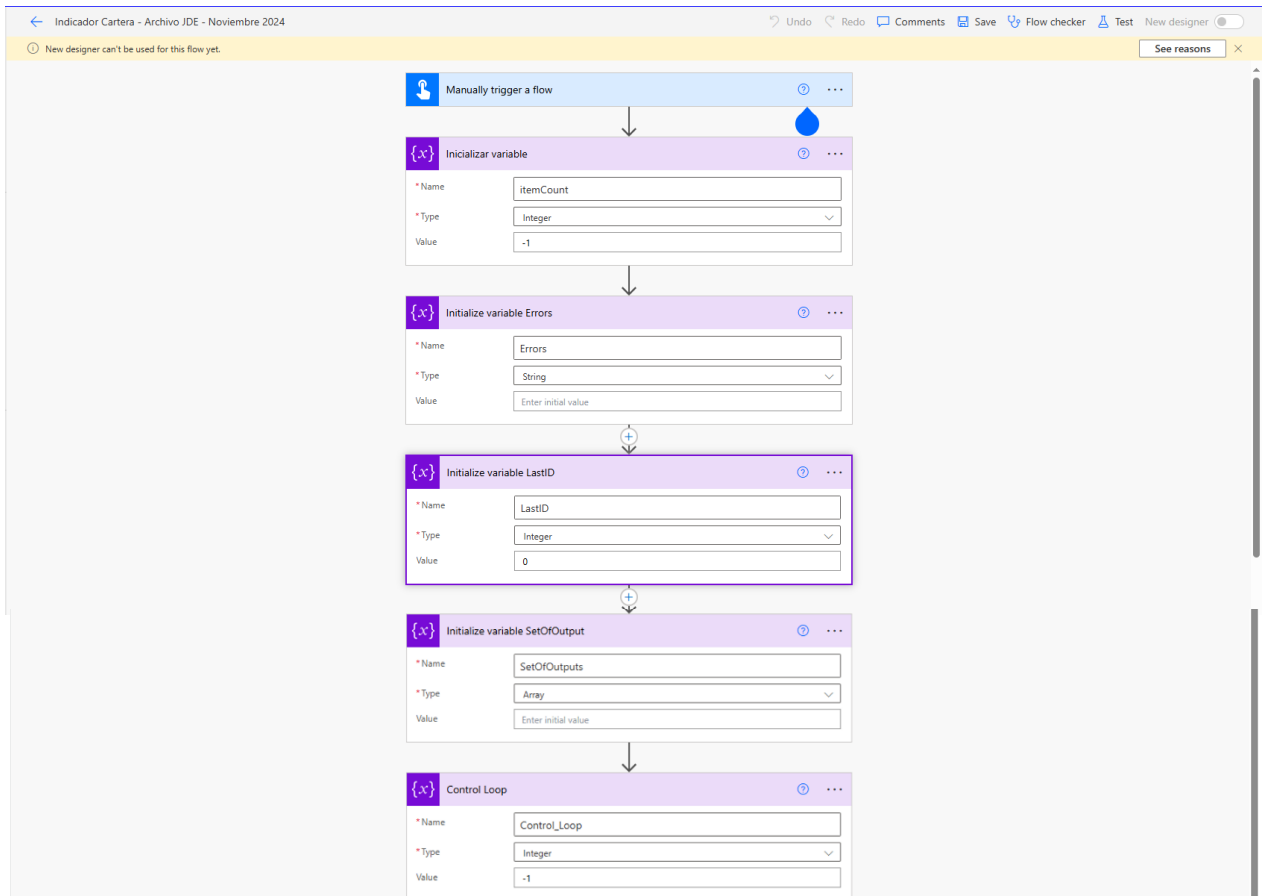 Indicador Cartera - Archivo JDE - Noviembre 2024 Undo Redo Comments Save Flow checker Test New designer
New designer can't be used for this flow yet. See reasons
Manually trigger a flow
{x} Inicializar variable
* Name itemCount
* Type Integer
Value -1
{x} Initialize variable Errors
* Name Errors
* Type String
Value Enter initial value
{x} Initialize variable LastID
* Name LastID
* Type Integer
Value 0
{x} Initialize variable SetOfOutput
* Name SetOfOutputs
* Type Array
Value Enter initial value
{x} Control Loop
* Name Control_Loop
* Type Integer
Value -1